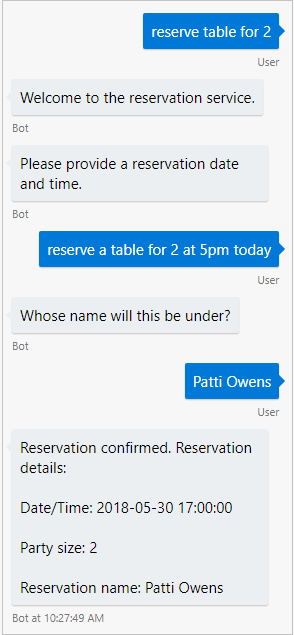 reserve table for 2
User
Welcome to the reservation service.
Bot
Please provide a reservation date
and time.
Bot
reserve a table for 2 at 5pm today
User
Whose name will this be under?
Bot
Patti Owens
User
Reservation confirmed. Reservation
details:
Date/Time: 2018-05-30 17:00:00
Party size: 2
Reservation name: Patti Owens
Bot at 10:27:49 AM